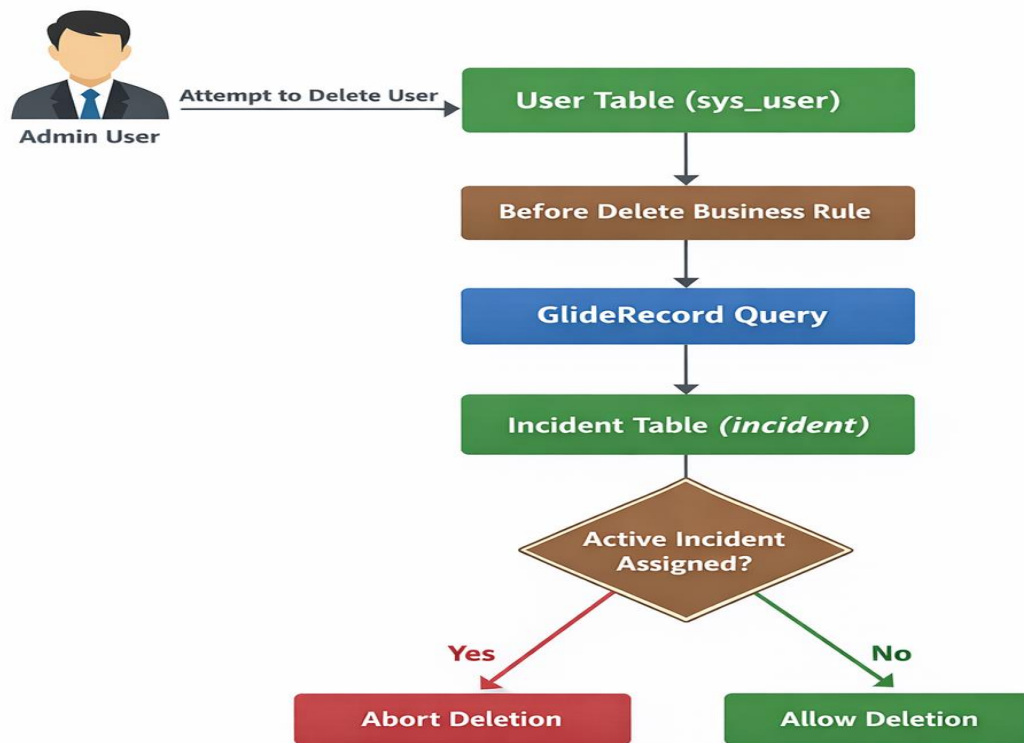 Attempt to Delete User
Admin User
User Table (sys_user)
Before Delete Business Rule
GlideRecord Query
Incident Table (incident)
Active Incident
Assigned?
Yes
No
Abort Deletion
Allow Deletion